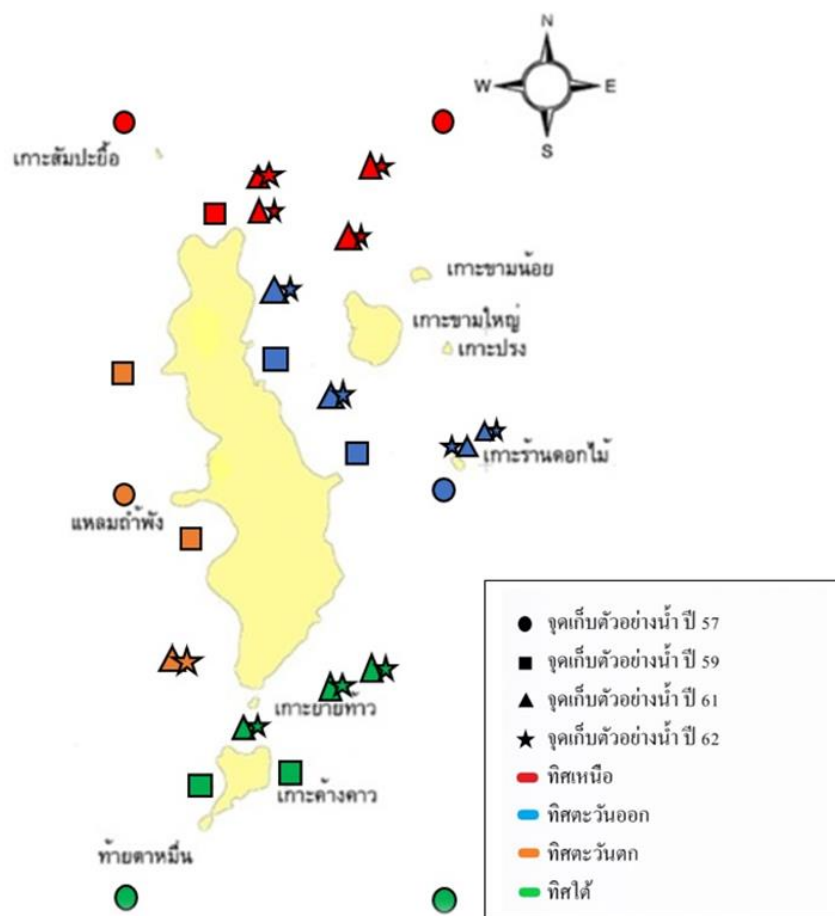 N
W E
S
เกาะสัมปะยื้อ
เกาะขามน้อย
เกาะขามใหญ่
เกาะปรง
เกาะร้านดอกไม้
แหลมถ้ำพัง
เกาะยายท้าว
เกาะค้างคาว
ท้ายตาหมื่น
จุดเก็บตัวอย่างน้ำ ปี 57
จุดเก็บตัวอย่างน้ำ ปี 59
จุดเก็บตัวอย่างน้ำ ปี 61
จุดเก็บตัวอย่างน้ำ ปี 62
ทิศเหนือ
ทิศตะวันออก
ทิศตะวันตก
ทิศใต้